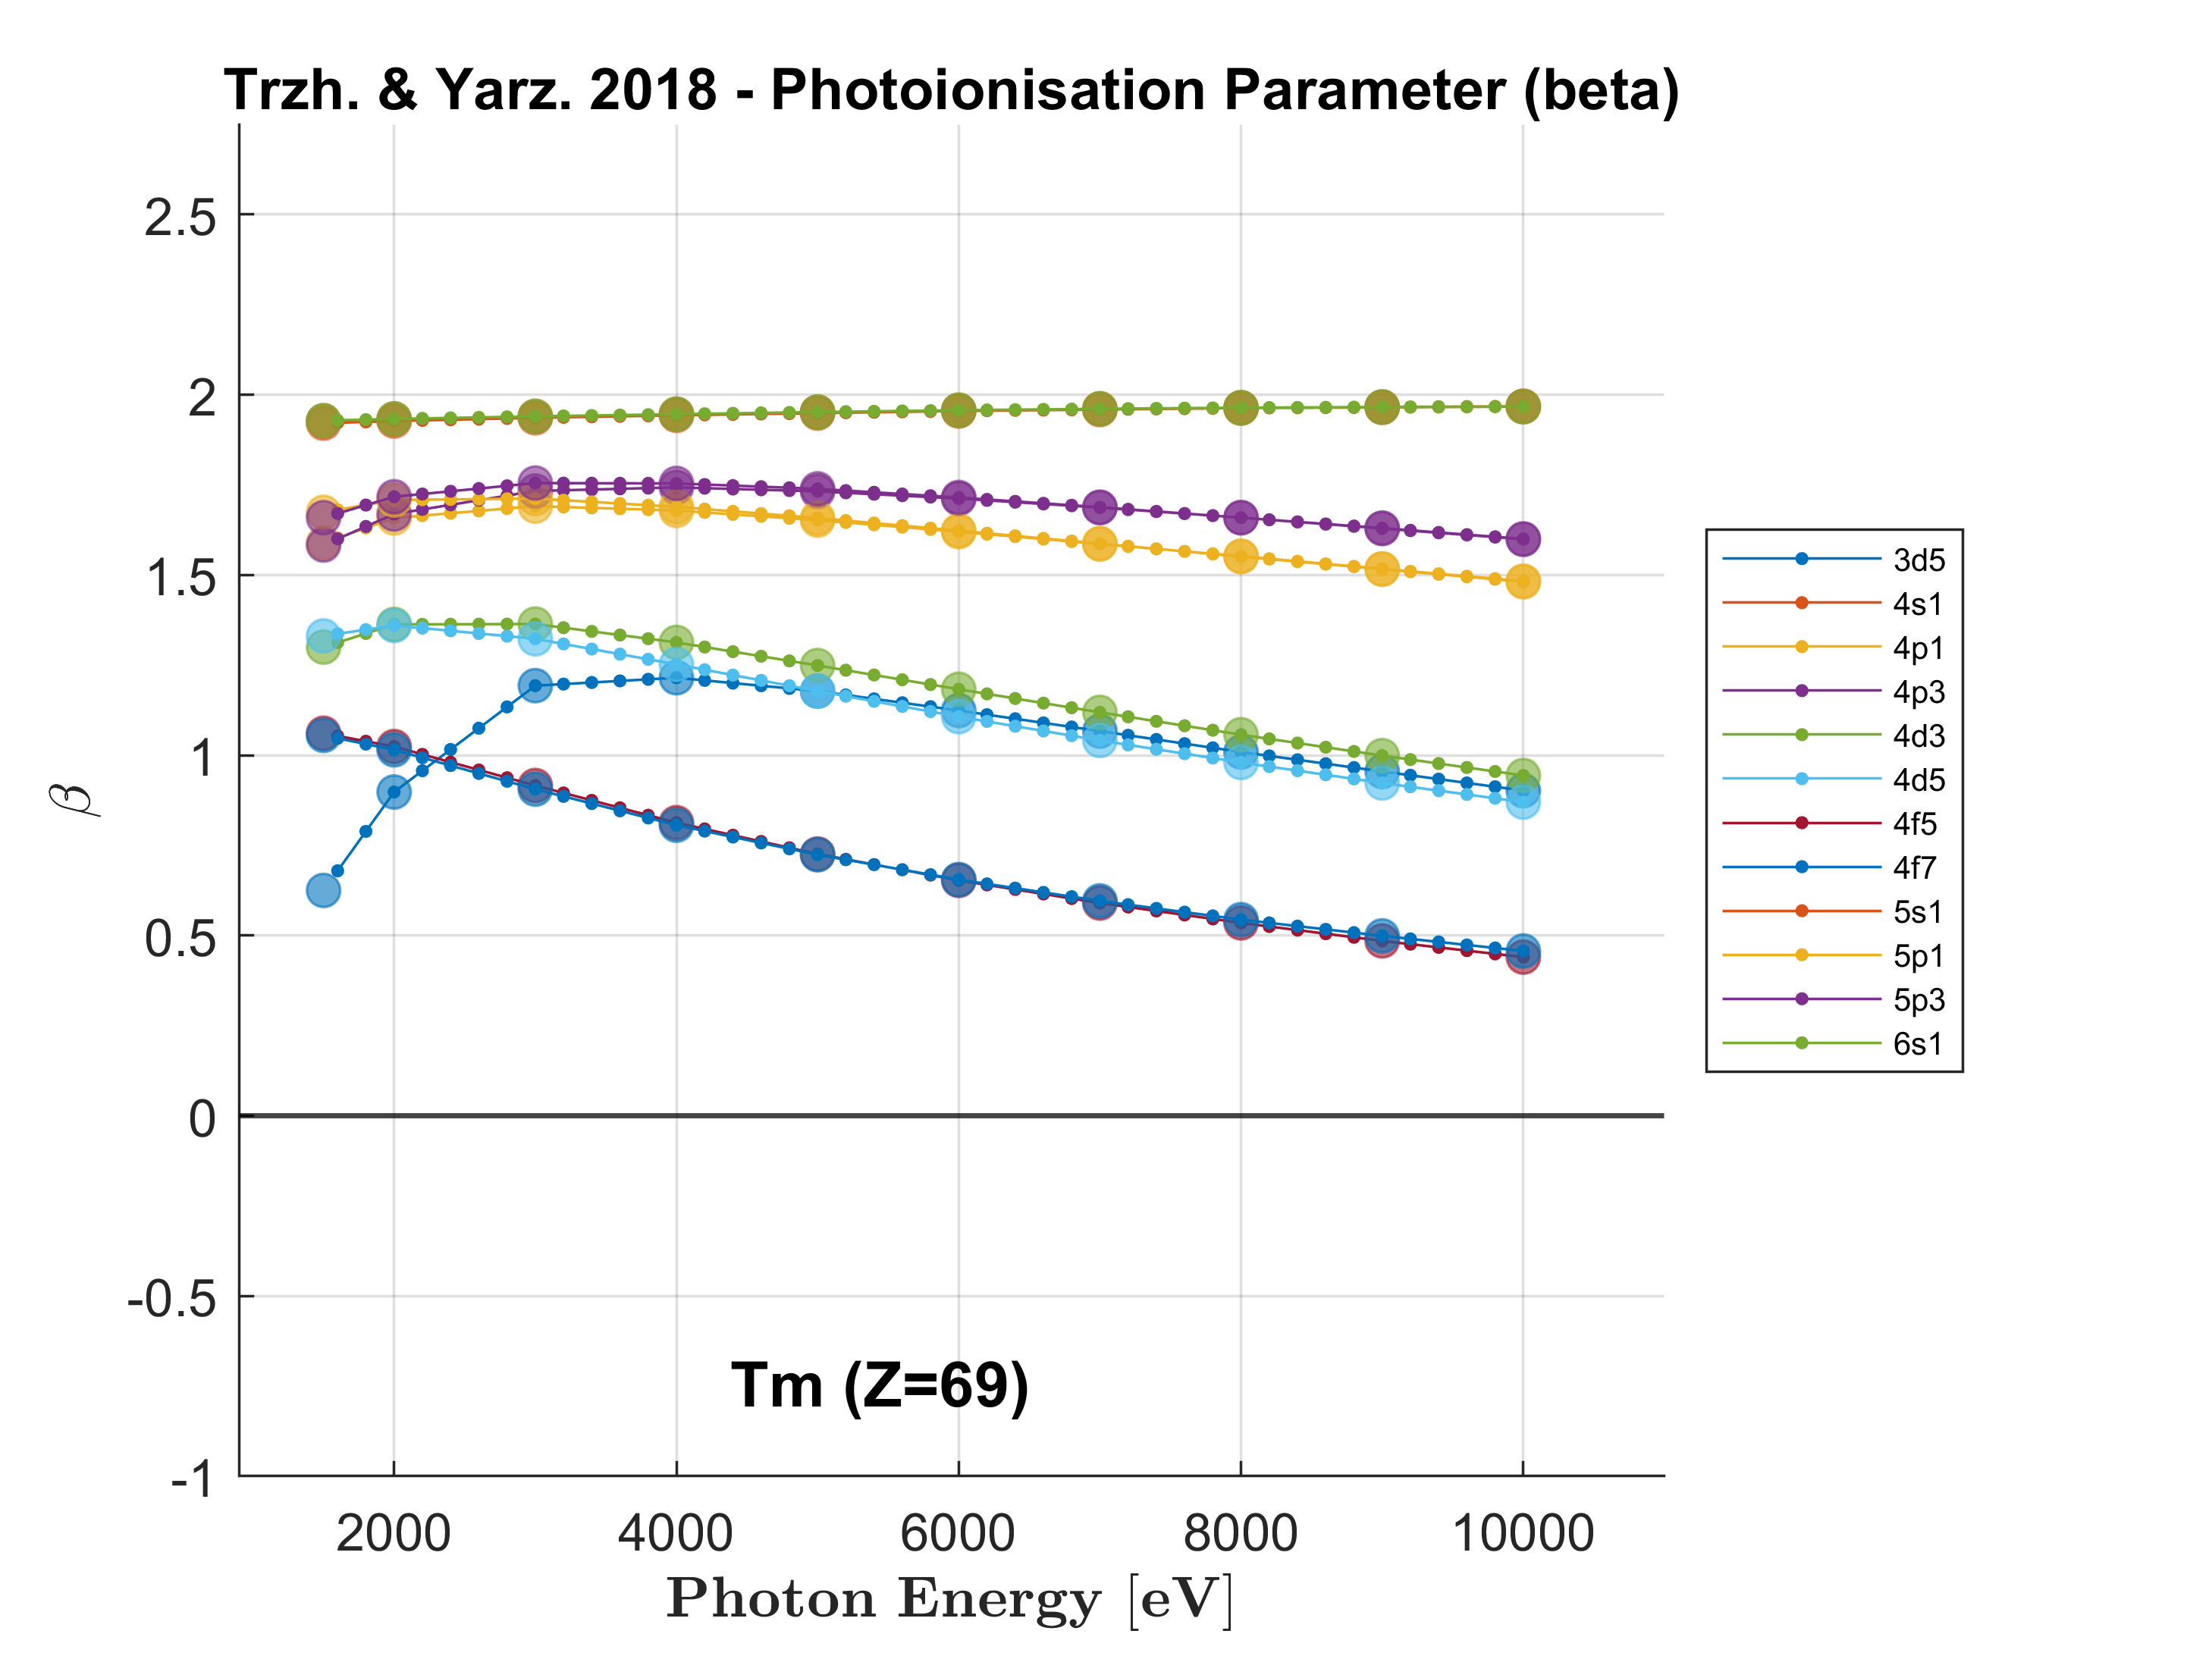 Trzh. & Yarz. 2018 - Photoionisation Parameter (beta)
2.5
2
1.5
1
0.5
0
-0.5
-1
β
2000 4000 6000 8000 10000
Photon Energy [eV]
Tm (Z=69)
3d5
4s1
4p1
4p3
4d3
4d5
4f5
4f7
5s1
5p1
5p3
6s1